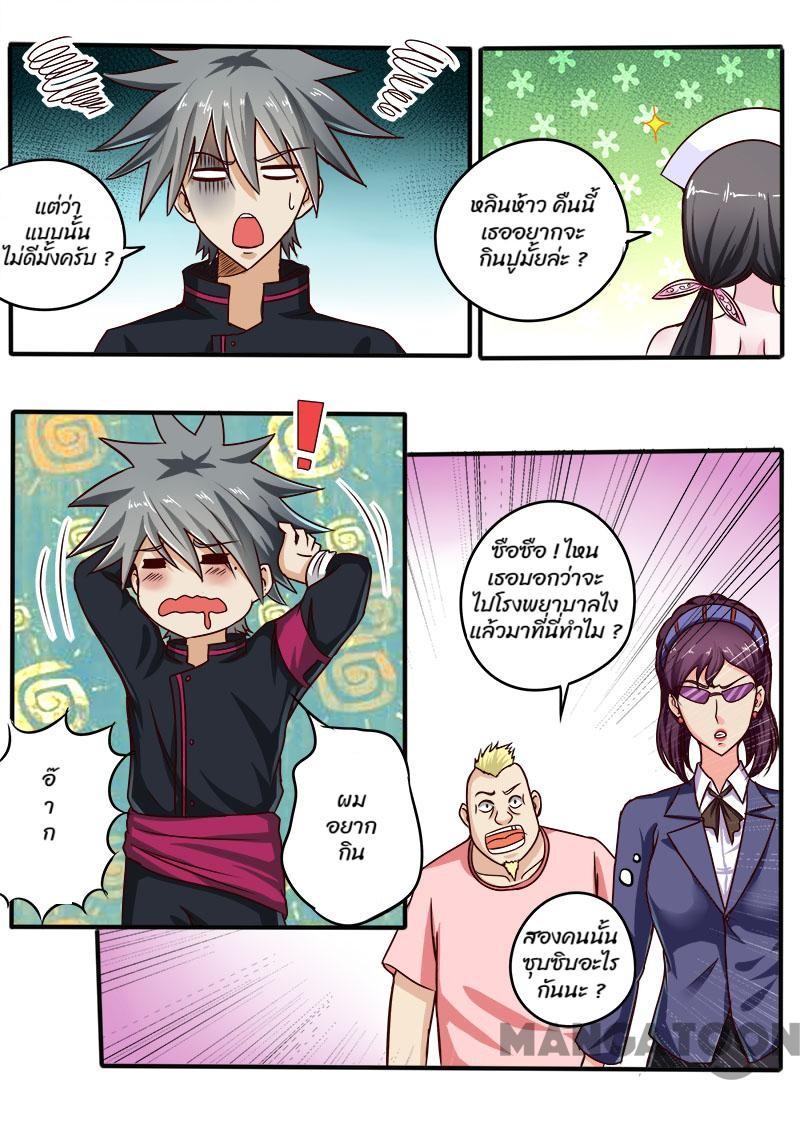 แต่ว่า
แบบนั้น
ไม่ดีมั้งครับ ?
หลินห้าว คืนนี้
เธออยากจะ
กินปูมั้ยล่ะ ?
!
ซือซือ ! ไหน
เธอบอกว่าจะ
ไปโรงพยาบาลไง
แล้วมาที่นี่ทำไม ?
อ๊
า
ก
ผม
อยาก
กิน
สองคนนั้น
ซุบซิบอะไร
กันนะ ?
MANGATOON